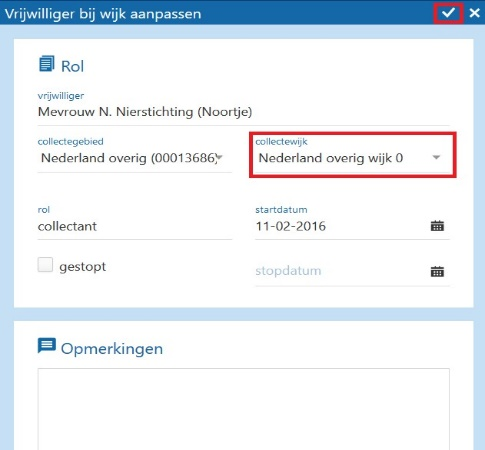 Vrijwilliger bij wijk aanpassen
Rol
vrijwilliger
Mevrouw N. Nierstichting (Noortje)
collectegebied
Nederland overig (00013686)
collectewijk
Nederland overig wijk 0
rol
collectant
startdatum
11-02-2016
gestopt
stopdatum
Opmerkingen